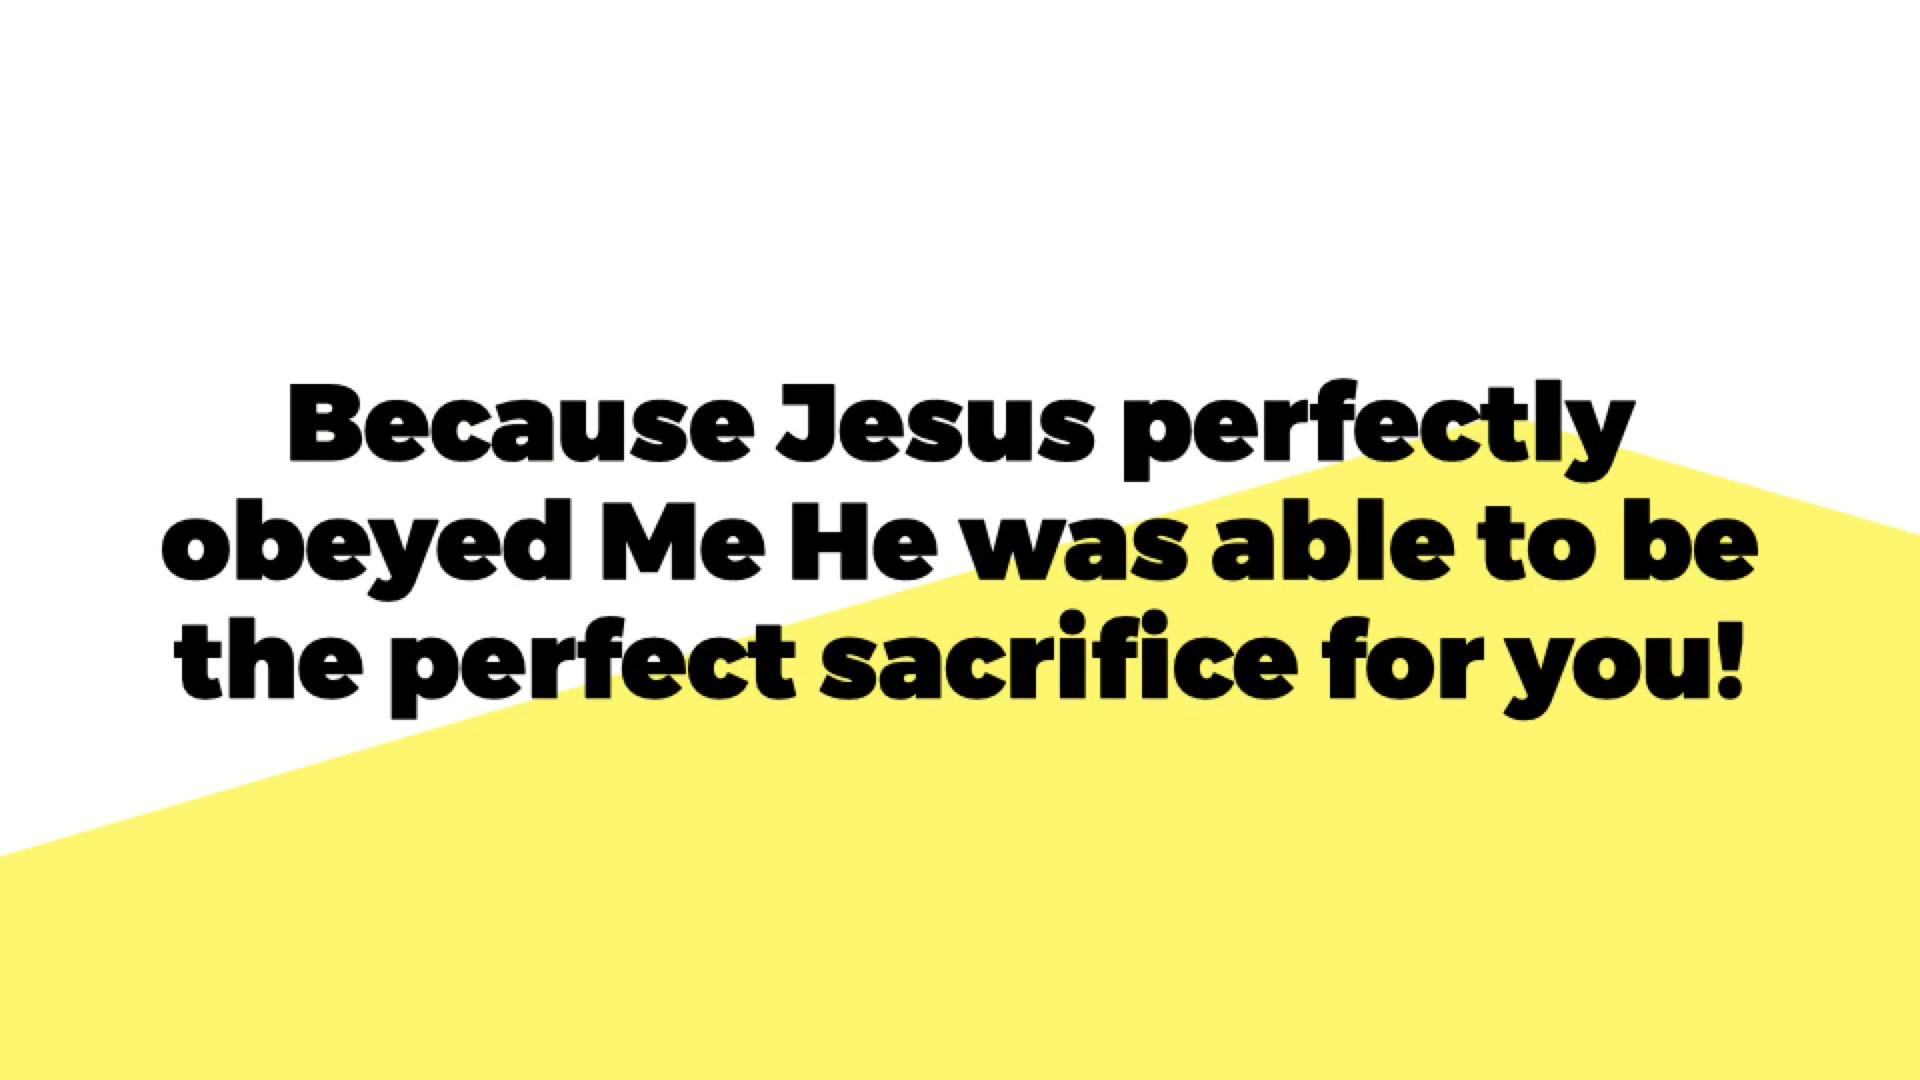 Because Jesus perfectly
obeyed Me He was able to be
the perfect sacrifice for you!